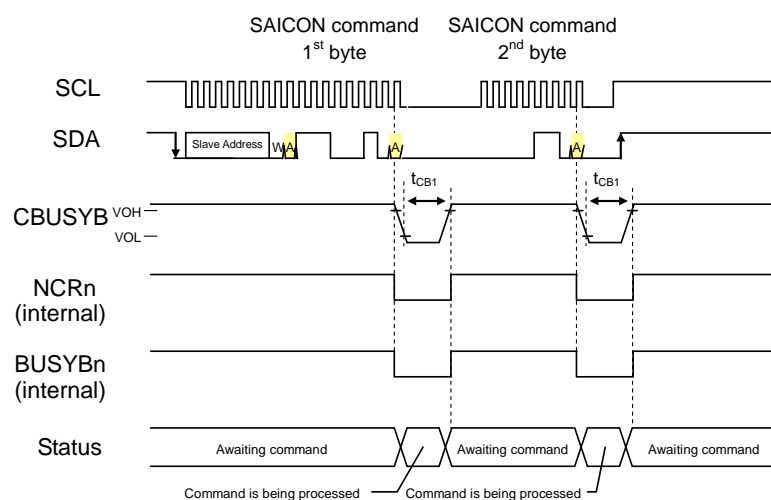 SAICON command
1st byte
SAICON command
2nd byte
SCL
SDA
Slave Address
W
A
A
A
tCB1
tCB1
CBUSYB
VOH
VOL
NCRn
(internal)
BUSYBn
(internal)
Status
Awaiting command
Awaiting command
Awaiting command
Command is being processed
Command is being processed